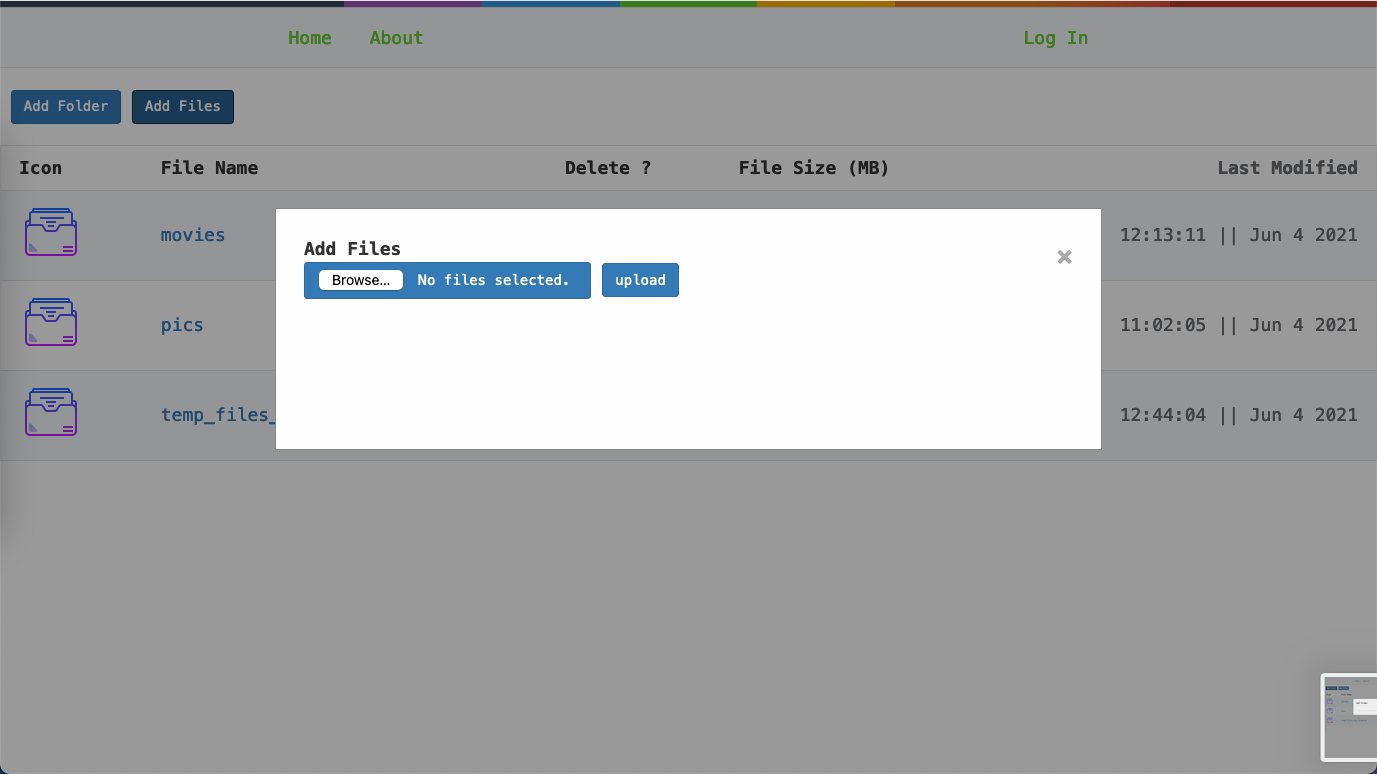 Home About Log In
Add Folder Add Files
Icon File Name Delete ? File Size (MB) Last Modified
movies 12:13:11 || Jun 4 2021
Add Files
×
Browse... No files selected. upload
pics 11:02:05 || Jun 4 2021
temp_files_ 12:44:04 || Jun 4 2021